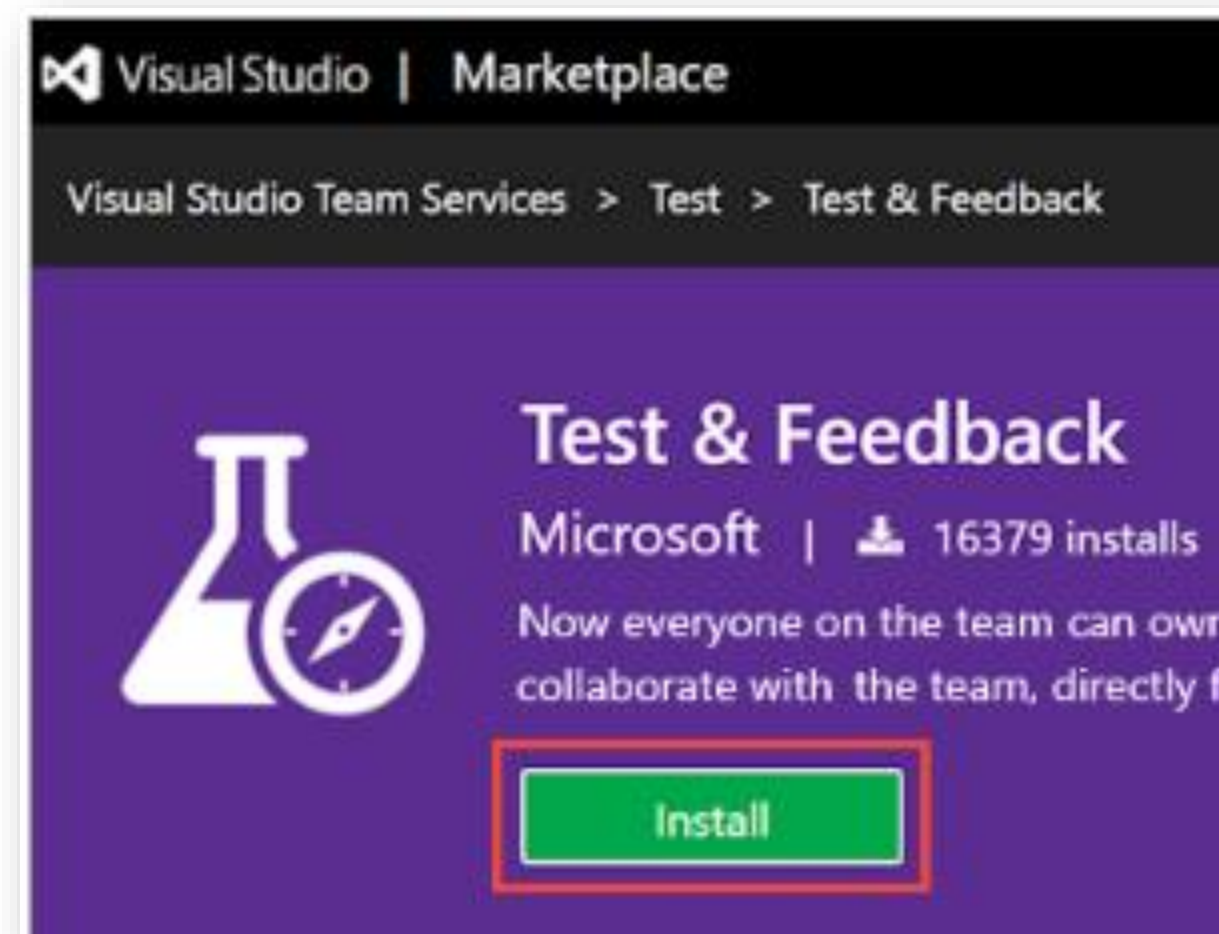 Visual Studio | Marketplace
Visual Studio Team Services > Test > Test & Feedback
Test & Feedback
Microsoft | 16379 installs
Now everyone on the team can own
collaborate with the team, directly
Install